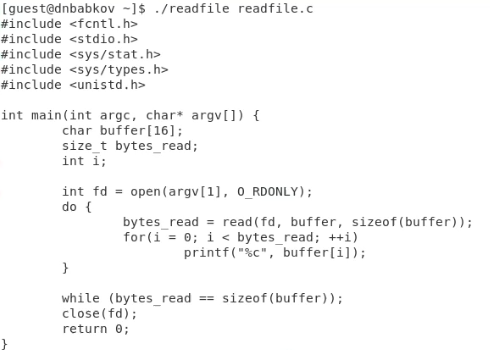 [guest@dnbabkov ~]$ ./readfile readfile.c
#include <fcntl.h>
#include <stdio.h>
#include <sys/stat.h>
#include <sys/types.h>
#include <unistd.h>

int main(int argc, char* argv[]) {
        char buffer[16];
        size_t bytes_read;
        int i;

        int fd = open(argv[1], O_RDONLY);
        do {
                bytes_read = read(fd, buffer, sizeof(buffer));
                for(i = 0; i < bytes_read; ++i)
                        printf("%c", buffer[i]);
        }

        while (bytes_read == sizeof(buffer));
        close(fd);
        return 0;
}